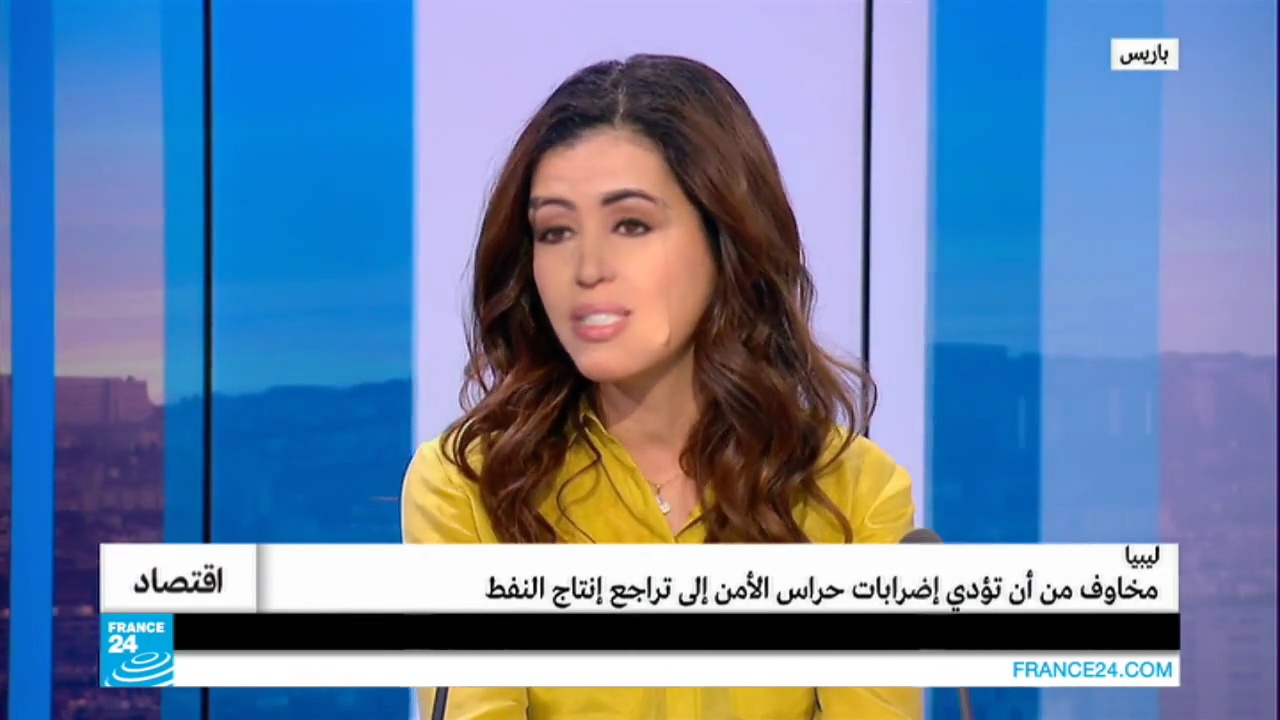 باريس
ليبيا
مخاوف من أن تؤدي إضرابات حراس الأمن إلى تراجع إنتاج النفط
اقتصاد
FRANCE
24
FRANCE24.COM